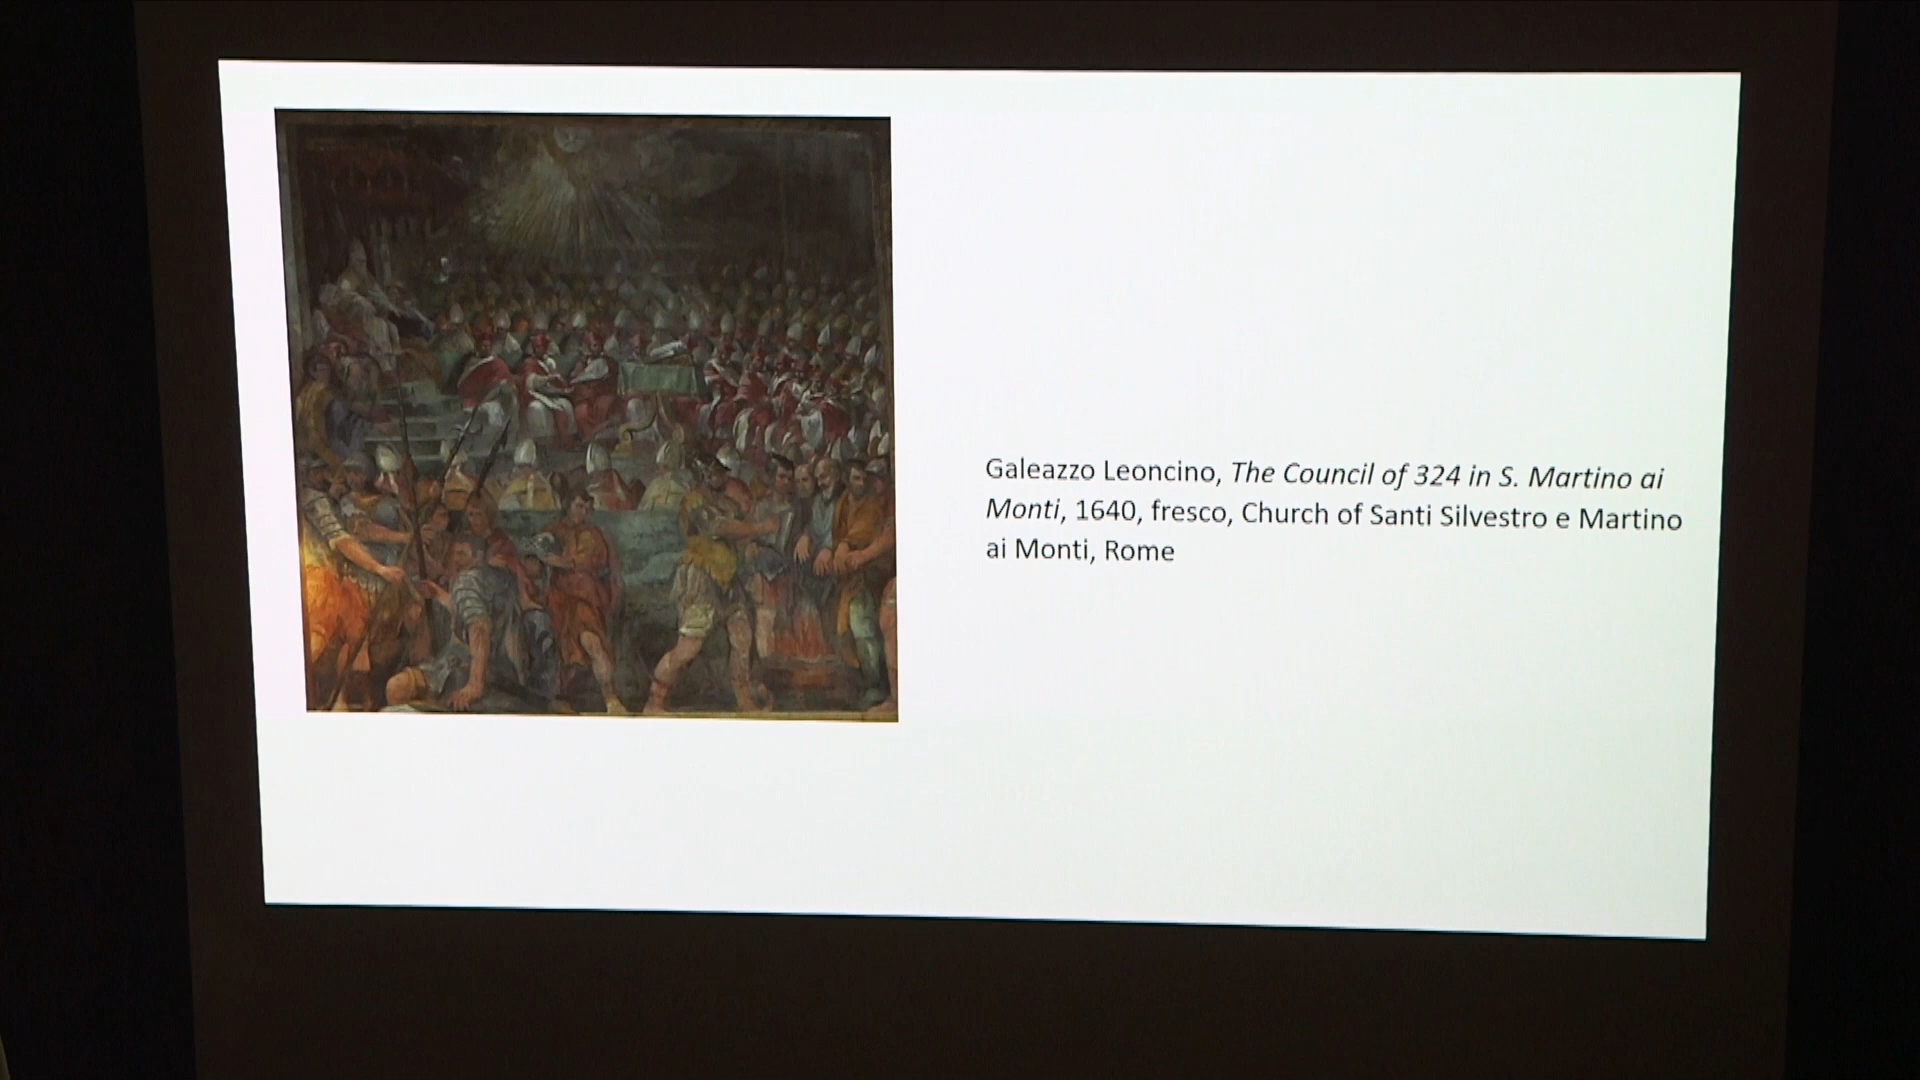 Galeazzo Leoncino, The Council of 324 in S. Martino ai
Monti, 1640, fresco, Church of Santi Silvestro e Martino
ai Monti, Rome